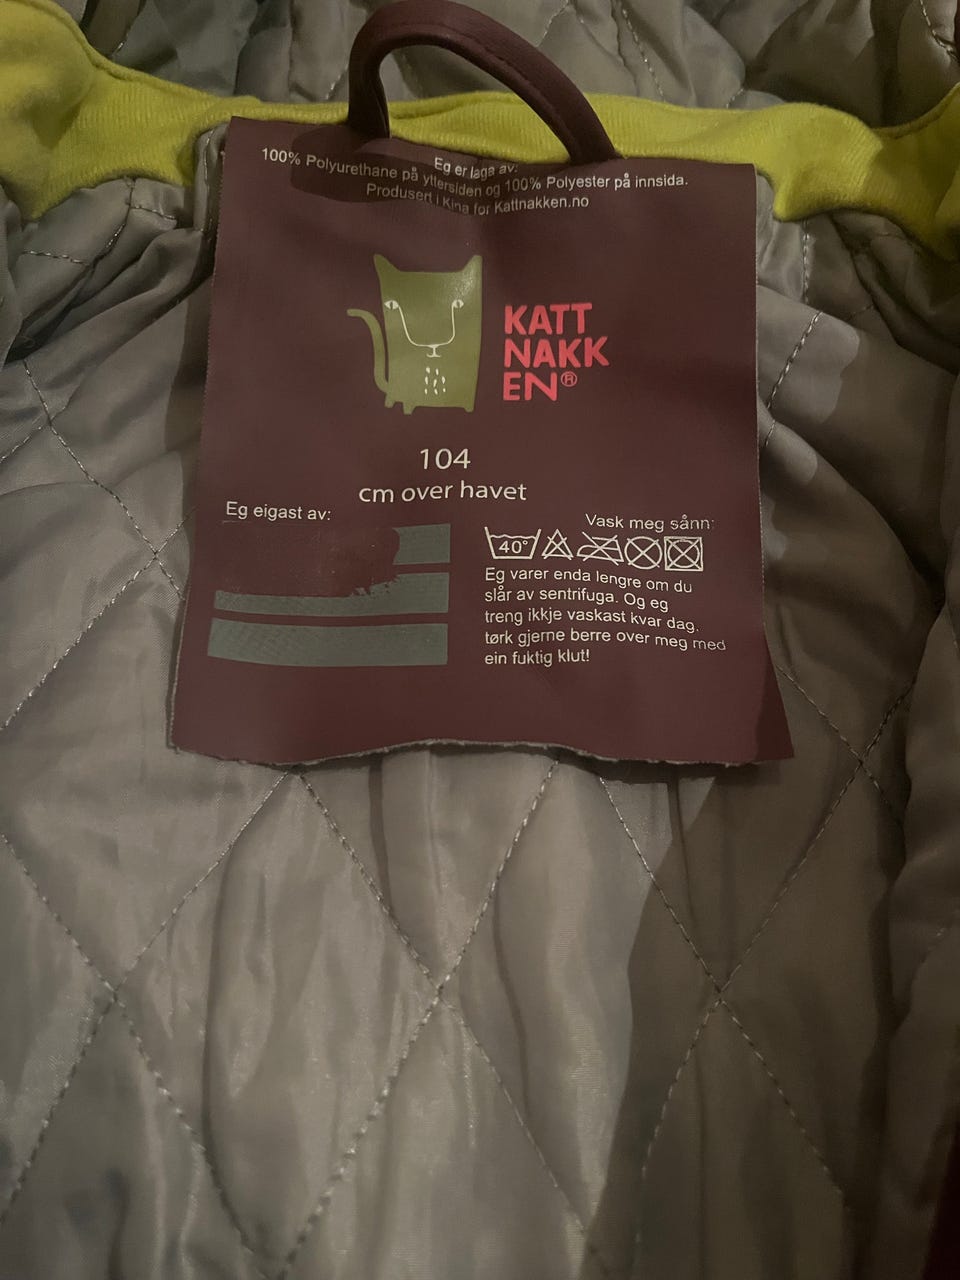 Eg er laga av:
100% Polyurethane på yttersiden og 100% Polyester på innsida.
Produsert i Kina for Kattnakken.no
KATT
NAKK
EN®
104
cm over havet
Eg eigast av:
Vask meg sånn:
40°
Eg varer enda lengre om du
slår av sentrifuga. Og eg
treng ikkje vaskast kvar dag,
tørk gjerne berre over meg med
ein fuktig klut!